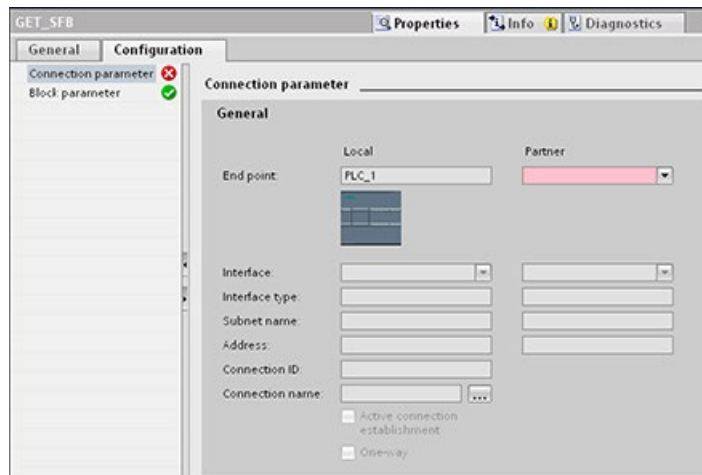 GET_SFB
Properties
Info
Diagnostics
General
Configuration
Connection parameter
Block parameter
Connection parameter
General
Local
Partner
End point:
PLC_1
Interface:
Interface type:
Subnet name:
Address:
Connection ID:
Connection name:
...
Active connection
establishment
One-way